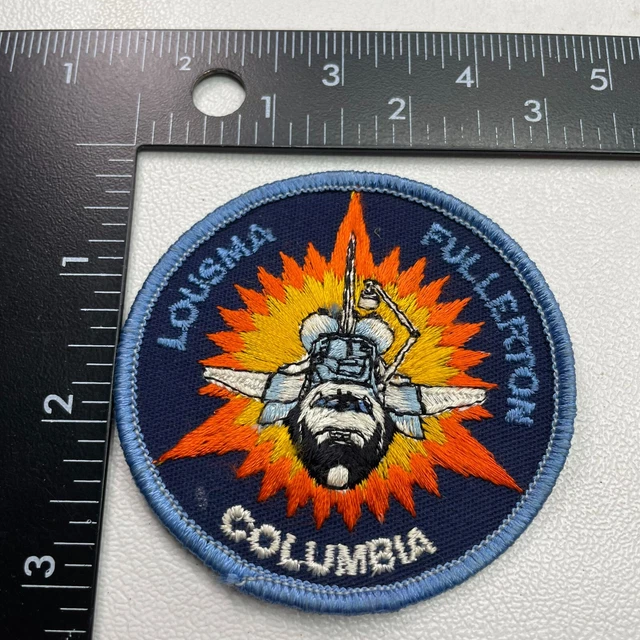 1 2 3 4 5
1 2 3
1
2
3
LOUSMA
FULLERTON
COLUMBIA